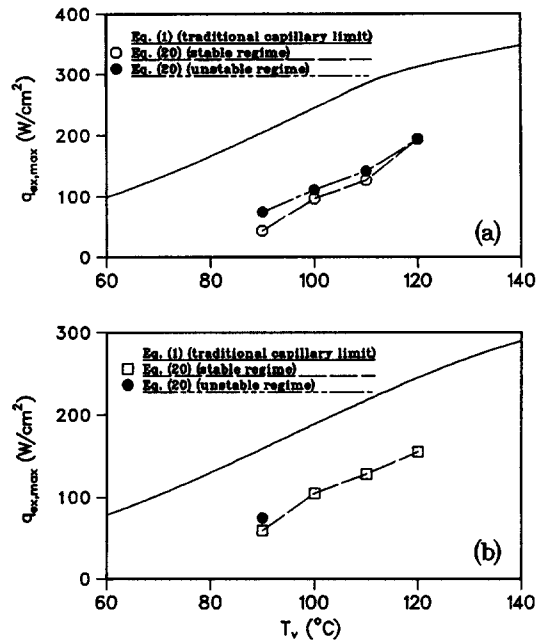 400
300
200
100
0
q_ex,max (W/cm²)
Eq. (1) (traditional capillary limit)
Eq. (20) (stable regime)
Eq. (20) (unstable regime)
(a)
60 80 100 120 140
300
200
100
0
q_ex,max (W/cm²)
Eq. (1) (traditional capillary limit)
Eq. (20) (stable regime)
Eq. (20) (unstable regime)
(b)
60 80 100 120 140
T_v (°C)